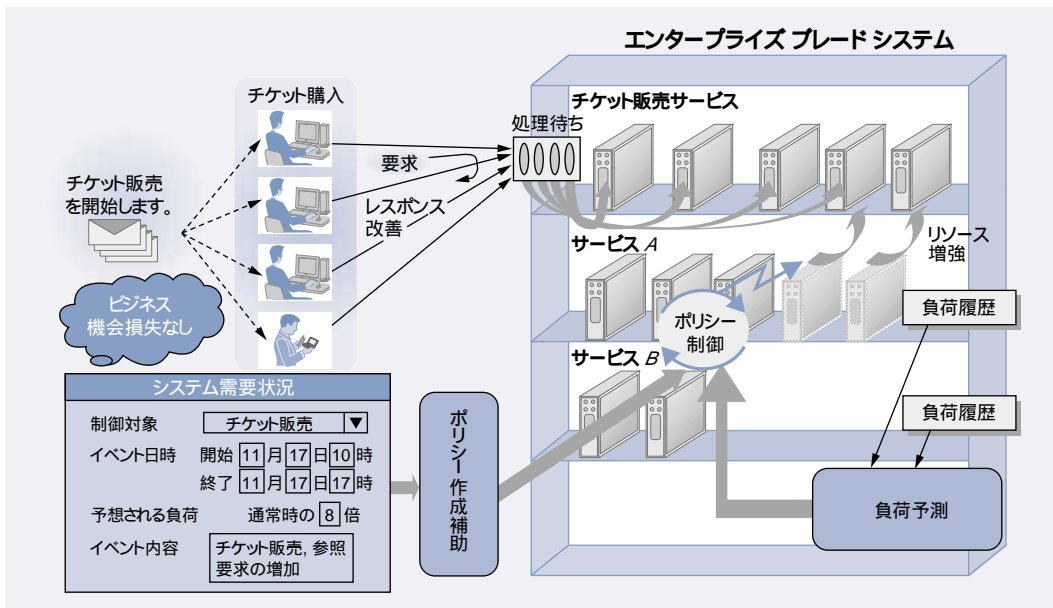 エンタープライズ ブレード システム
チケット購入
チケット販売サービス
処理待ち
要求
チケット販売
を開始します。
レスポンス
改善
サービス A
リソース
増強
ビジネス
機会損失なし
ポリシー
制御
負荷履歴
サービス B
システム需要状況
制御対象 チケット販売 ▼
イベント日時 開始 11 月 17 日 10 時
終了 11 月 17 日 17 時
予想される負荷 通常時の 8 倍
イベント内容 チケット販売, 参照
要求の増加
ポリシー作成補助
負荷履歴
負荷予測